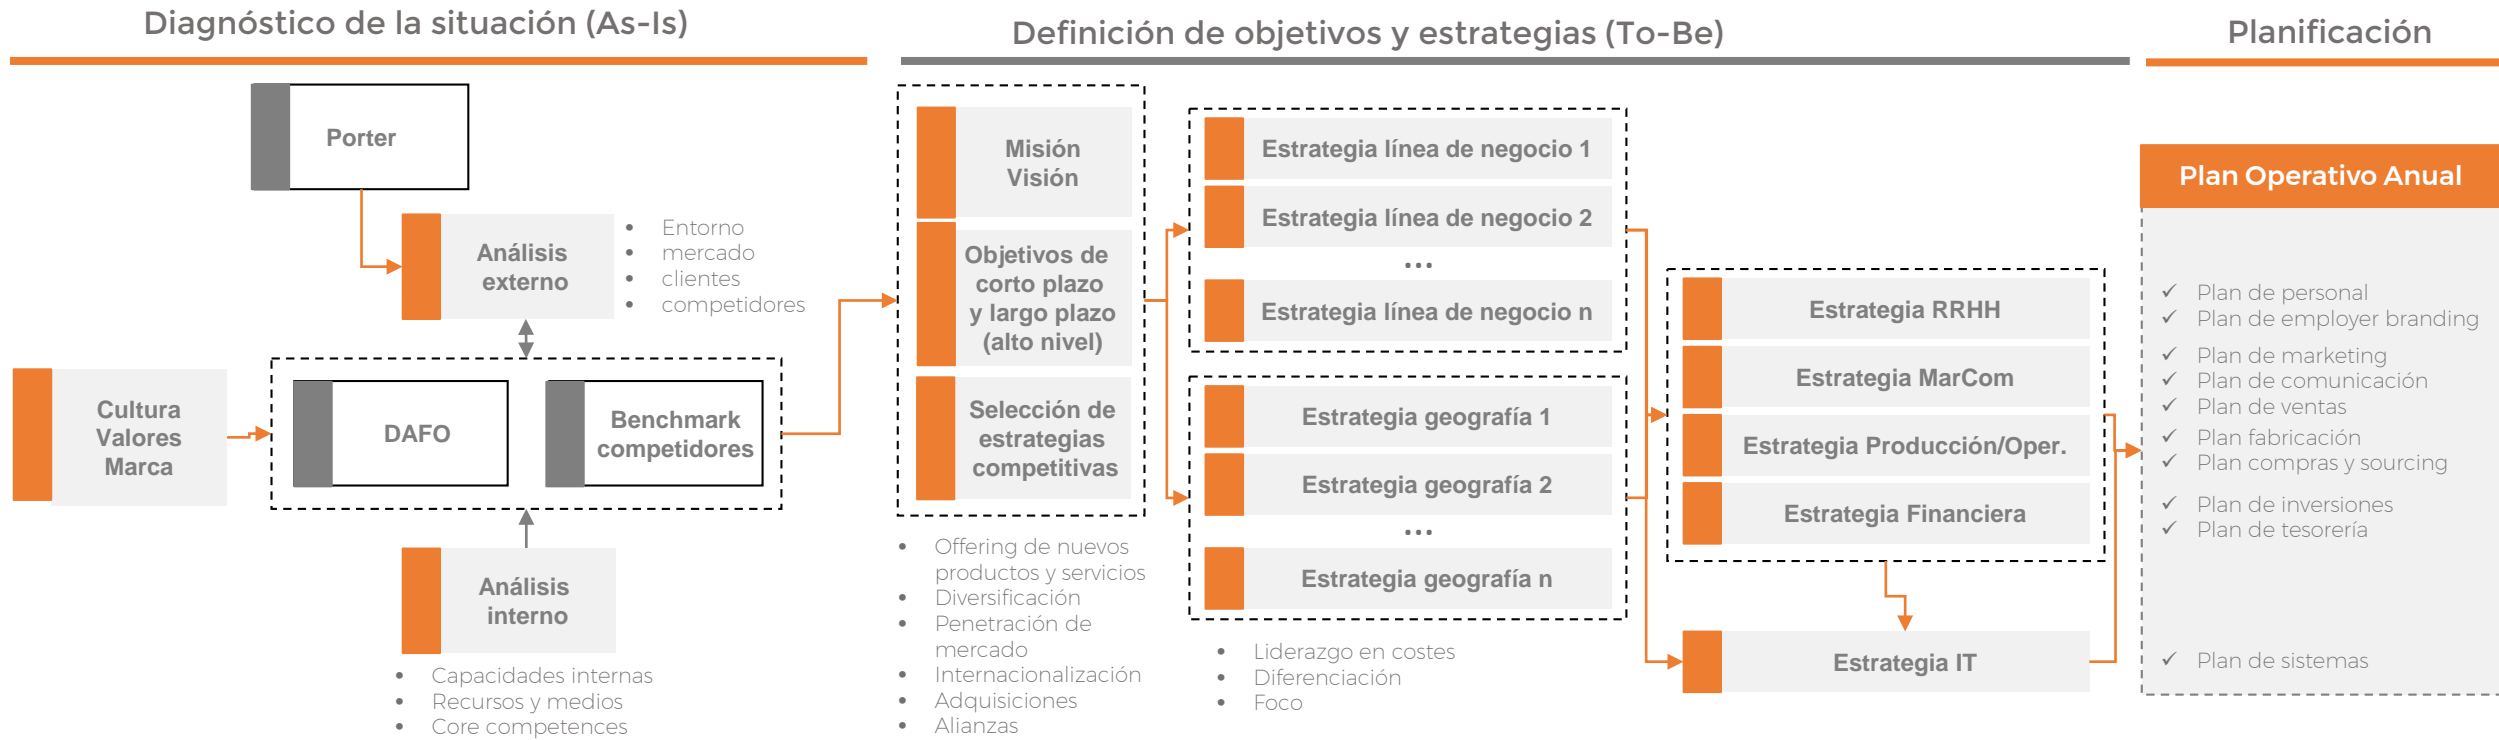 Diagnóstico de la situación (As-Is)
Porter
Análisis
externo
• Entorno
• mercado
• clientes
• competidores
Cultura
Valores
Marca
DAFO
Benchmark
competidores
Análisis
interno
• Capacidades internas
• Recursos y medios
• Core competences
Definición de objetivos y estrategias (To-Be)
Misión
Visión
Objetivos de
corto plazo
y largo plazo
(alto nivel)
Selección de
estrategias
competitivas
• Offering de nuevos
productos y servicios
• Diversificación
• Penetración de
mercado
• Internacionalización
• Adquisiciones
• Alianzas
Estrategia línea de negocio 1
Estrategia línea de negocio 2
...
Estrategia línea de negocio n
Estrategia geografía 1
Estrategia geografía 2
...
Estrategia geografía n
• Liderazgo en costes
• Diferenciación
• Foco
Estrategia RRHH
Estrategia MarCom
Estrategia Producción/Oper.
Estrategia Financiera
Estrategia IT
Planificación
Plan Operativo Anual
✓ Plan de personal
✓ Plan de employer branding
✓ Plan de marketing
✓ Plan de comunicación
✓ Plan de ventas
✓ Plan fabricación
✓ Plan compras y sourcing
✓ Plan de inversiones
✓ Plan de tesorería
✓ Plan de sistemas